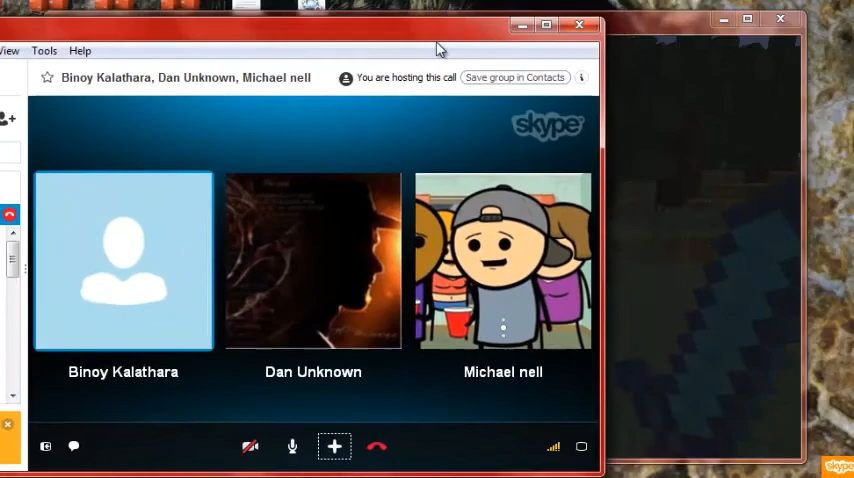 View Tools Help
Binoy Kalathara, Dan Unknown, Michael nell
You are hosting this call
Save group in Contacts
skype
Binoy Kalathara
Dan Unknown
Michael nell
skype